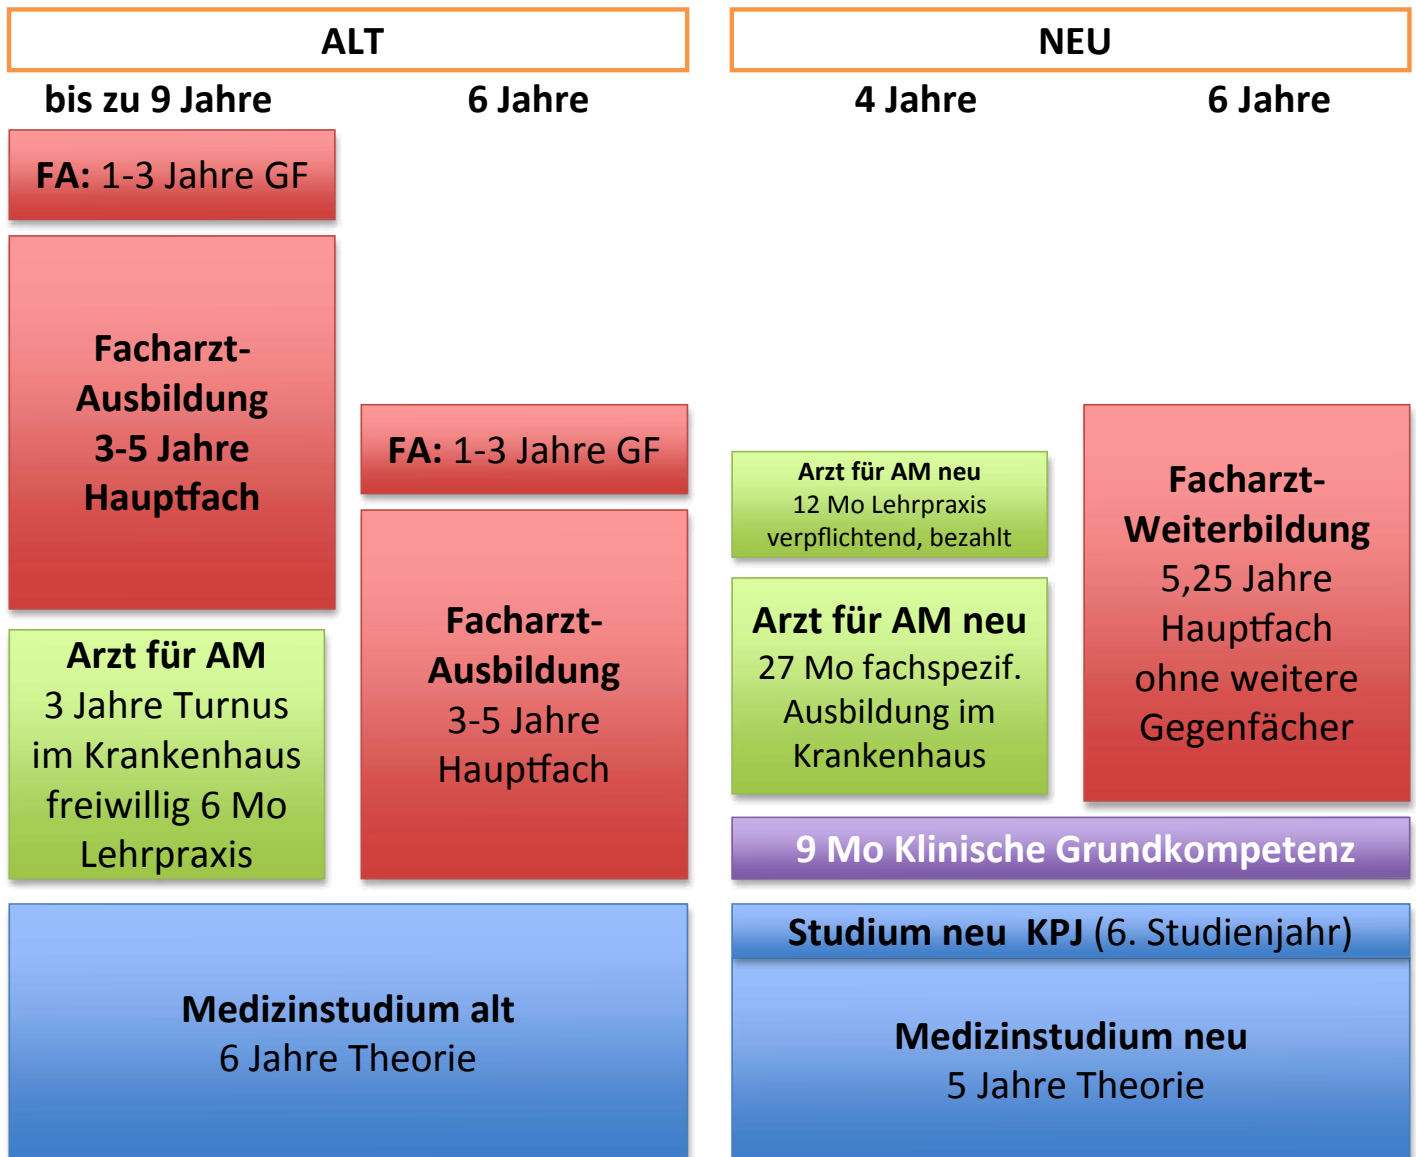 ALT
bis zu 9 Jahre
6 Jahre
FA: 1-3 Jahre GF
Facharzt-
Ausbildung
3-5 Jahre
Hauptfach
Arzt für AM
3 Jahre Turnus
im Krankenhaus
freiwillig 6 Mo
Lehrpraxis
FA: 1-3 Jahre GF
Facharzt-
Ausbildung
3-5 Jahre
Hauptfach
Medizinstudium alt
6 Jahre Theorie
NEU
4 Jahre
6 Jahre
Arzt für AM neu
12 Mo Lehrpraxis
verpflichtend, bezahlt
Arzt für AM neu
27 Mo fachspezif.
Ausbildung im
Krankenhaus
Facharzt-
Weiterbildung
5,25 Jahre
Hauptfach
ohne weitere
Gegenfächer
9 Mo Klinische Grundkompetenz
Studium neu KPJ (6. Studienjahr)
Medizinstudium neu
5 Jahre Theorie